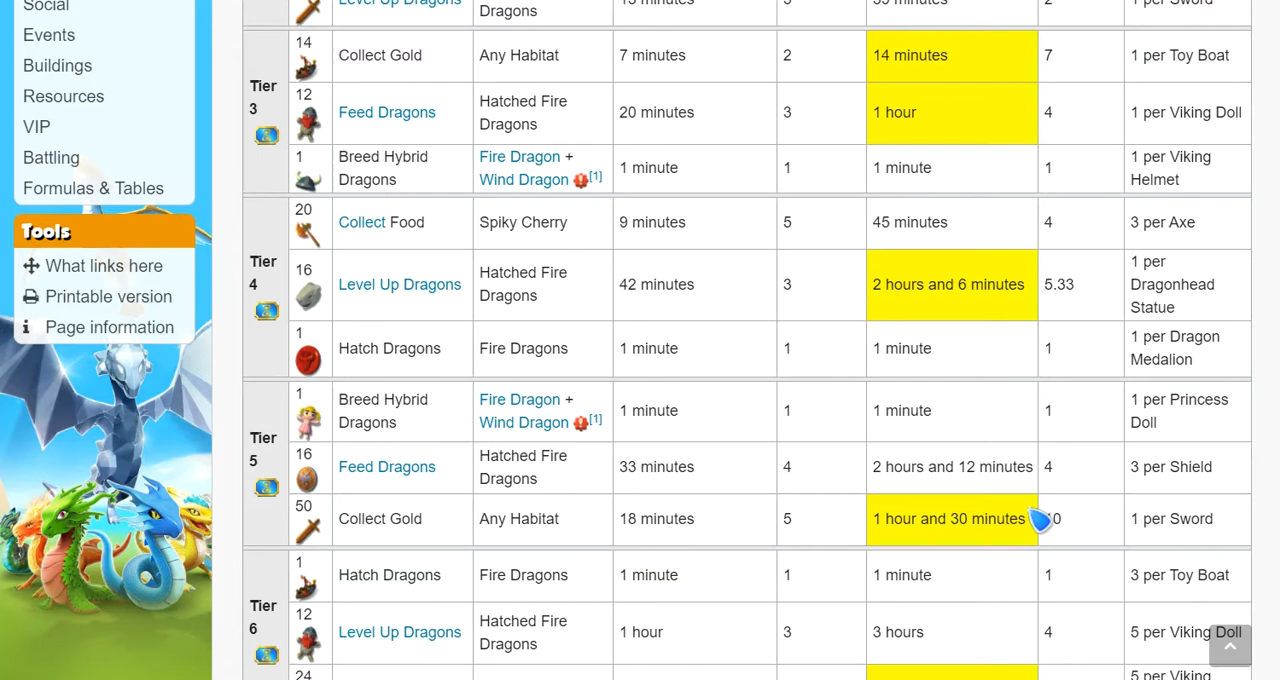 Social
Events
Buildings
Resources
VIP
Battling
Formulas & Tables
Tools
What links here
Printable version
Page information
Level Up Dragons
Dragons
1 per Sword
Tier 3
14 Collect Gold Any Habitat 7 minutes 2 14 minutes 7 1 per Toy Boat
12 Feed Dragons Hatched Fire Dragons 20 minutes 3 1 hour 4 1 per Viking Doll
1 Breed Hybrid Dragons Fire Dragon + Wind Dragon [1] 1 minute 1 1 minute 1 1 per Viking Helmet
Tier 4
20 Collect Food Spiky Cherry 9 minutes 5 45 minutes 4 3 per Axe
16 Level Up Dragons Hatched Fire Dragons 42 minutes 3 2 hours and 6 minutes 5.33 1 per Dragonhead Statue
1 Hatch Dragons Fire Dragons 1 minute 1 1 minute 1 1 per Dragon Medalion
Tier 5
1 Breed Hybrid Dragons Fire Dragon + Wind Dragon [1] 1 minute 1 1 minute 1 1 per Princess Doll
16 Feed Dragons Hatched Fire Dragons 33 minutes 4 2 hours and 12 minutes 4 3 per Shield
50 Collect Gold Any Habitat 18 minutes 5 1 hour and 30 minutes 1 per Sword
Tier 6
1 Hatch Dragons Fire Dragons 1 minute 1 1 minute 1 3 per Toy Boat
12 Level Up Dragons Hatched Fire Dragons 1 hour 3 3 hours 4 5 per Viking Doll
24 5 per Viking